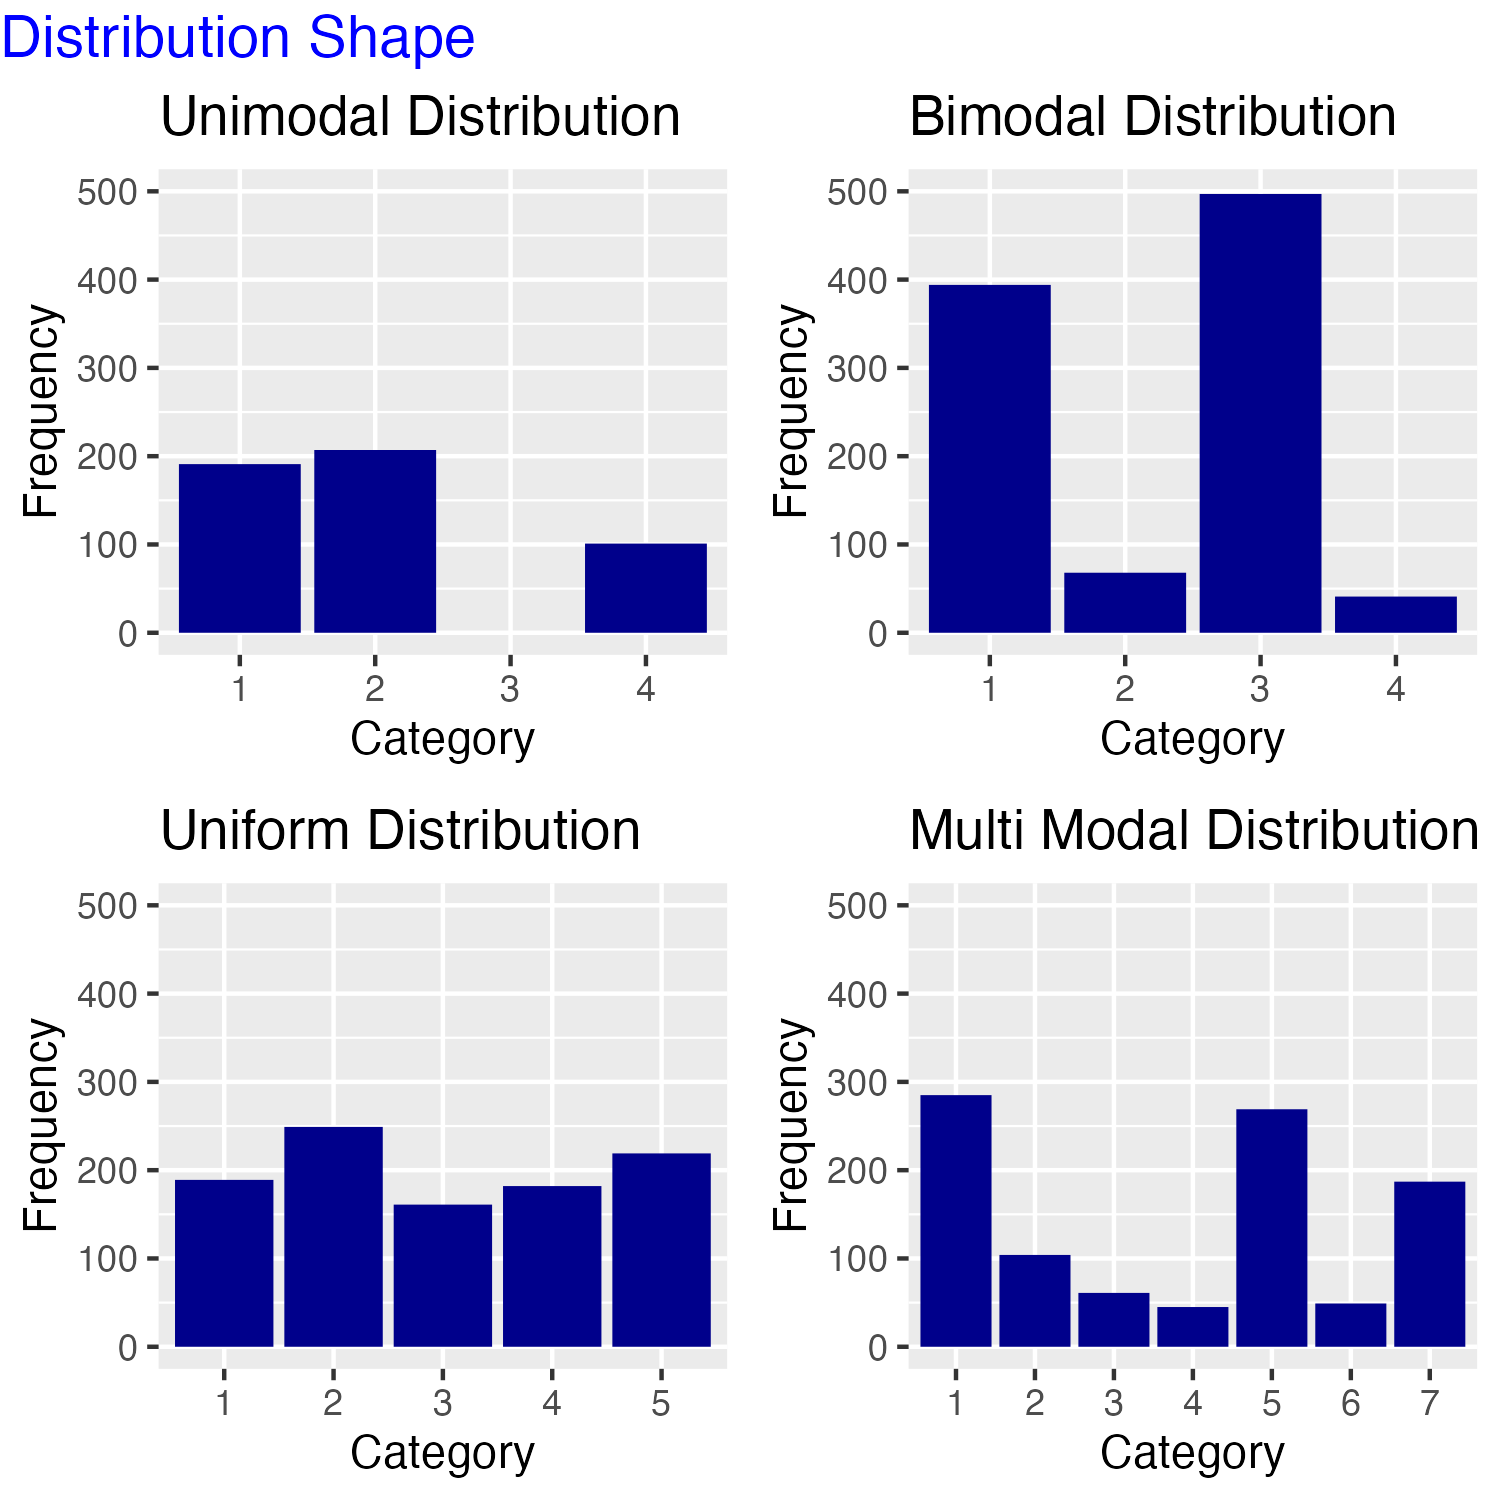 Distribution Shape
Unimodal Distribution
500
400
300
200
100
0
Frequency
1 2 3 4
Category
Bimodal Distribution
500
400
300
200
100
0
Frequency
1 2 3 4
Category
Uniform Distribution
500
400
300
200
100
0
Frequency
1 2 3 4 5
Category
Multi Modal Distribution
500
400
300
200
100
0
Frequency
1 2 3 4 5 6 7
Category